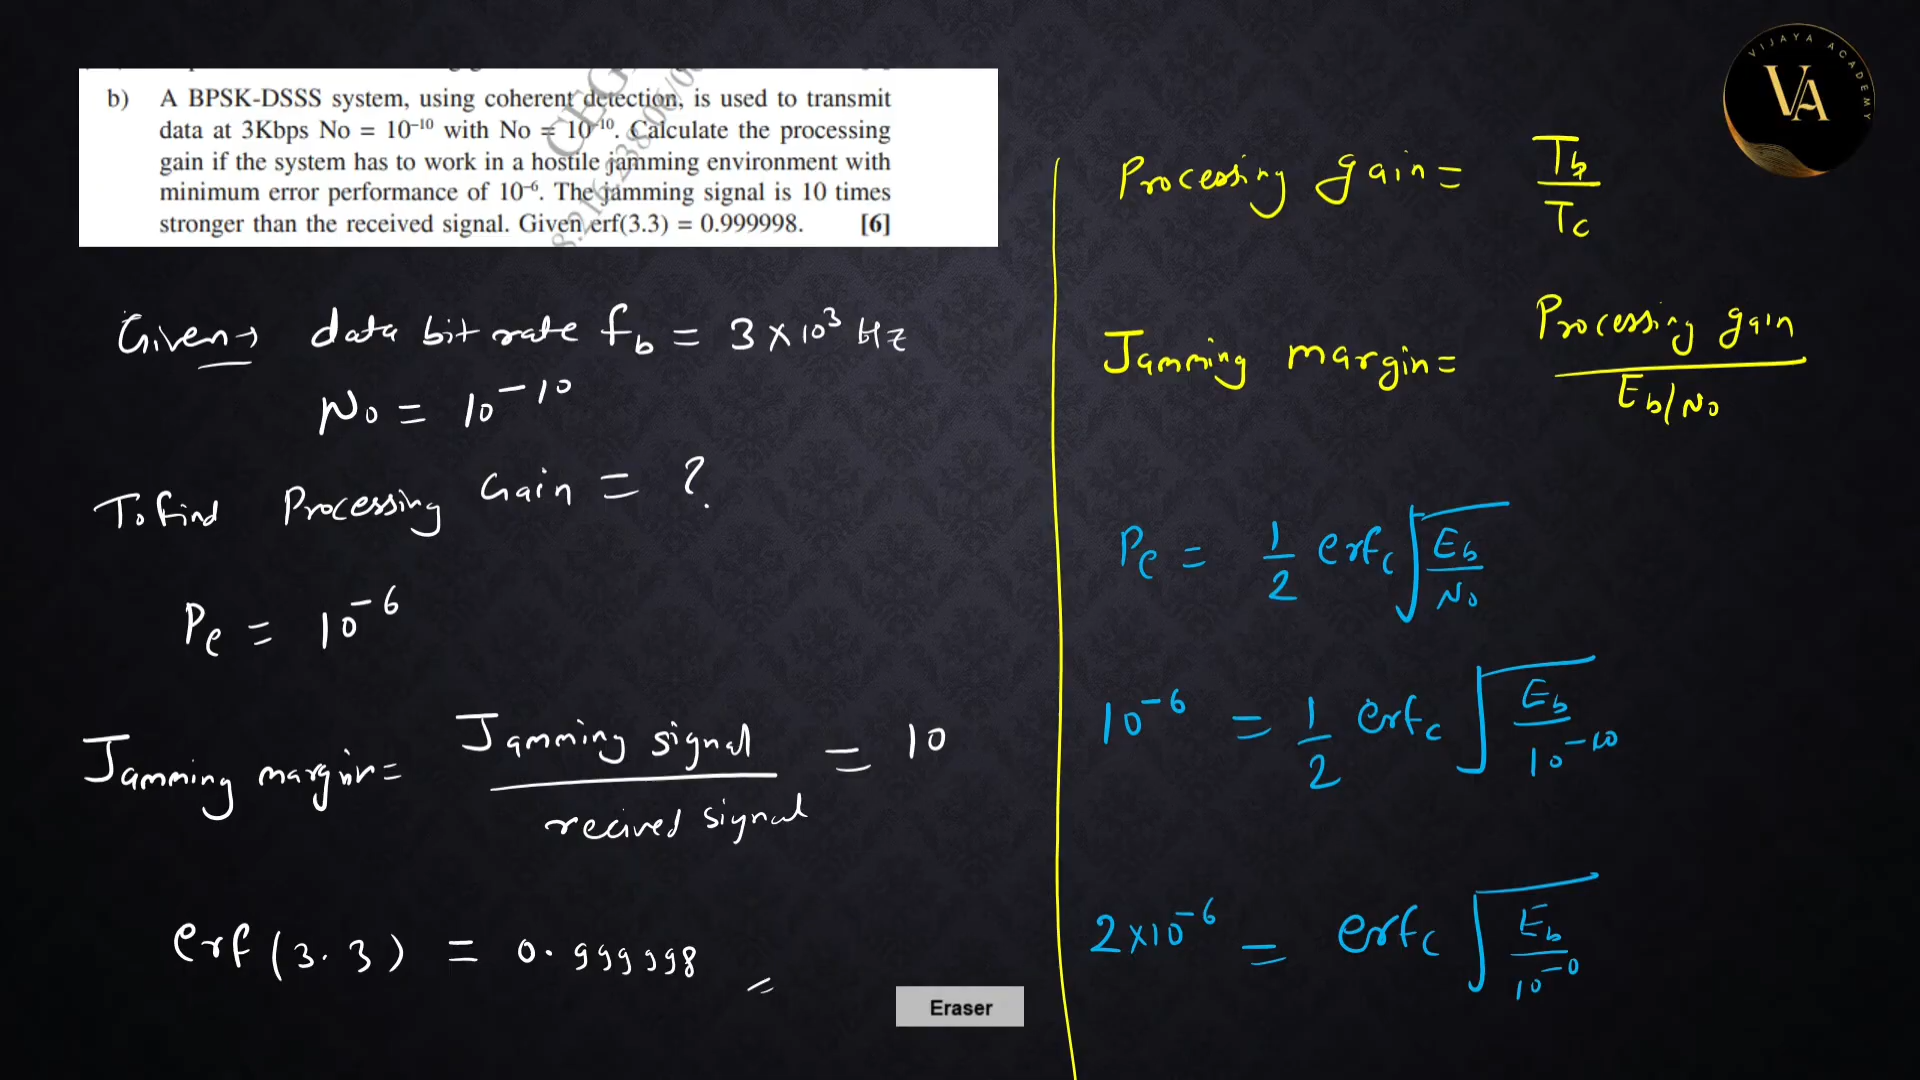 b) A BPSK-DSSS system, using coherent detection, is used to transmit
data at 3Kbps No = 10⁻¹⁰ with No = 10⁻¹⁰. Calculate the processing
gain if the system has to work in a hostile jamming environment with
minimum error performance of 10⁻⁶. The jamming signal is 10 times
stronger than the received signal. Given erf(3.3) = 0.999998. [6]
Given → data bit rate fb = 3 × 10³ Hz
No = 10⁻¹⁰
To find Processing Gain = ?
Pe = 10⁻⁶
Jamming margin = Jamming signal / recived signal = 10
erf (3.3) = 0.999998
Eraser
VIJAYA ACADEMY
VA
Processing gain = Tb / Tc
Jamming margin = Processing gain / Eb/No
Pe = 1/2 erfc √(Eb/No)
10⁻⁶ = 1/2 erfc √(Eb/10⁻¹⁰)
2×10⁻⁶ = erfc √(Eb/10⁻⁰)